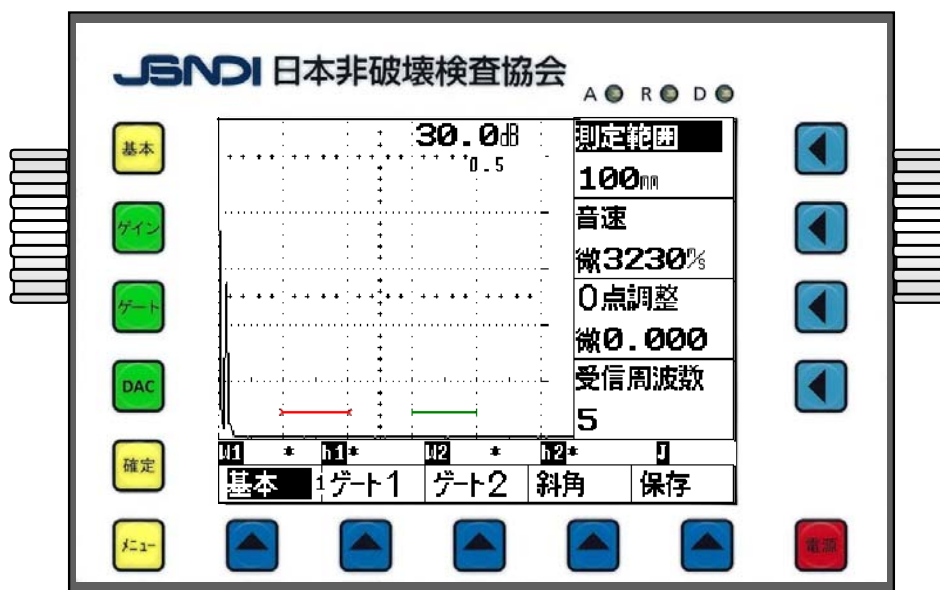 JSNDI 日本非破壊検査協会
A R D
基本
ゲイン
ゲート
DAC
確定
メニュー
30.0dB
0.5
測定範囲
100mm
音速
微3230m/s
0点調整
微0.000
受信周波数
5
W1 * h1* W2 * h2* J
基本 1 ゲート1 ゲート2 斜角 保存
電源